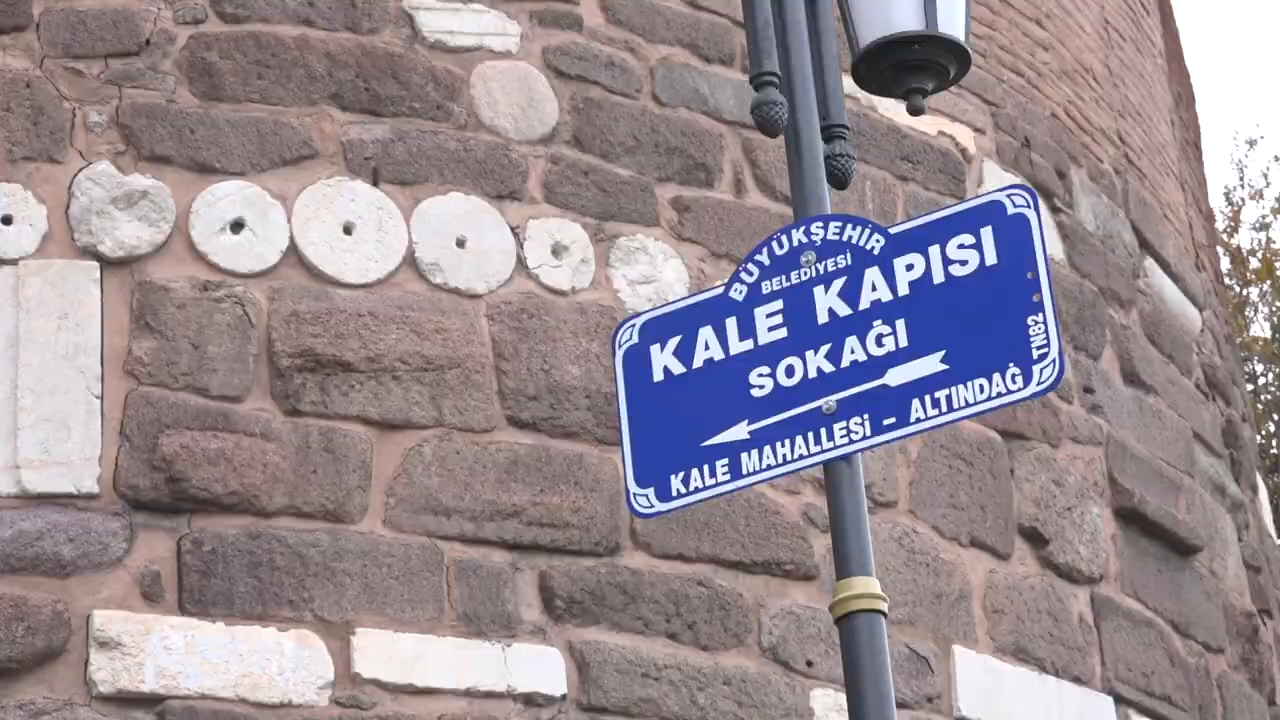 BÜYÜKŞEHİR
BELEDİYESİ
KALE KAPISI
SOKAĞI
KALE MAHALLESİ - ALTINDAĞ
TN82